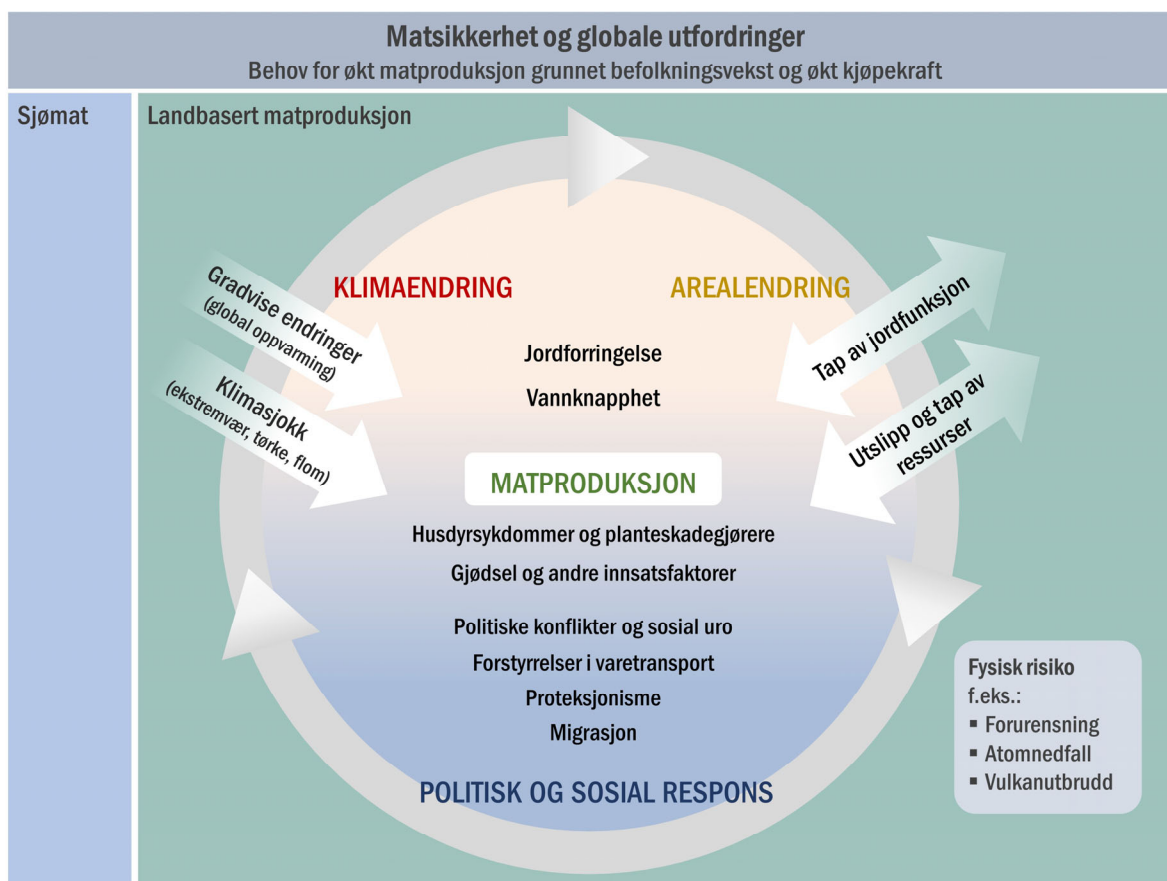 Matsikkerhet og globale utfordringer
Behov for økt matproduksjon grunnet befolkningsvekst og økt kjøpekraft
Sjømat
Landbasert matproduksjon
KLIMAENDRING
AREALENDRING
Gradvise endringer
(global oppvarming)
Klimasjokk
(ekstremvær, tørke, flom)
Tap av jordfunksjon
Utslipp og tap av
ressurser
Jordforringelse
Vannknapphet
MATPRODUKSJON
Husdyrsykdommer og planteskadegjørere
Gjødsel og andre innsatsfaktorer
Politiske konflikter og sosial uro
Forstyrrelser i varetransport
Proteksjonisme
Migrasjon
POLITISK OG SOSIAL RESPONS
Fysisk risiko
f.eks.:
▪ Forurensning
▪ Atomnedfall
▪ Vulkanutbrudd